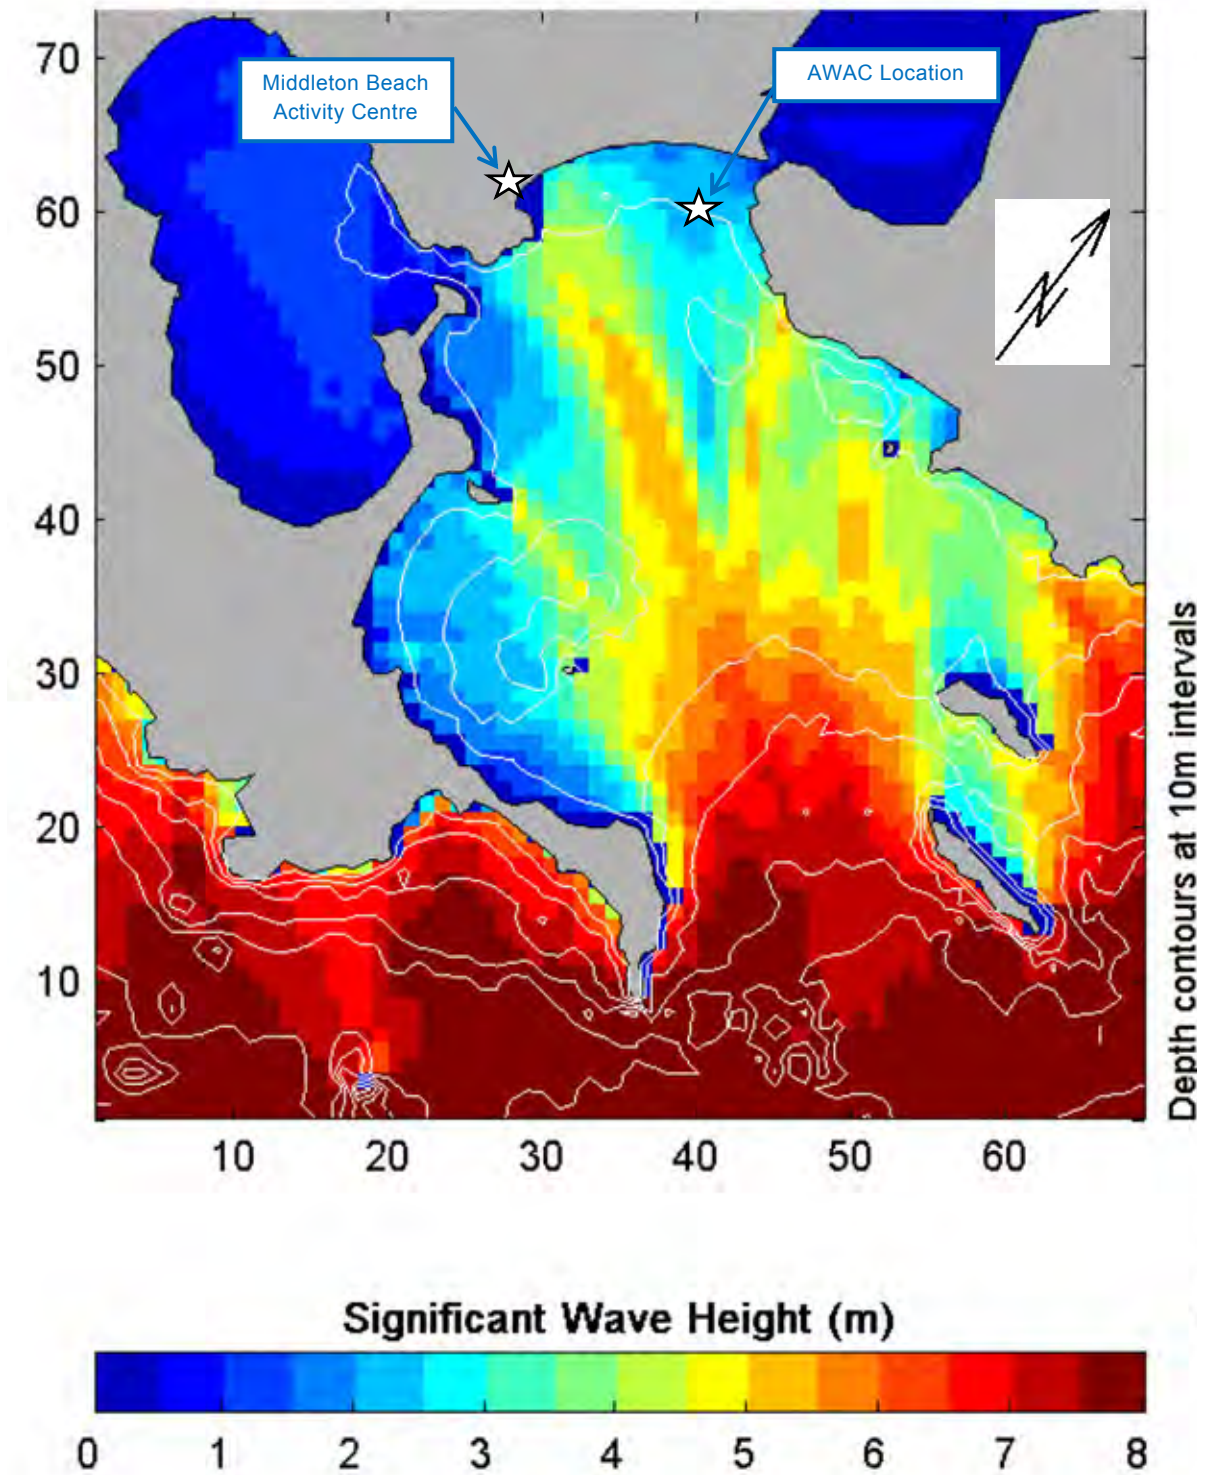 70
60
50
40
30
20
10
Middleton Beach
Activity Centre
AWAC Location
N
Depth contours at 10m intervals
10 20 30 40 50 60
Significant Wave Height (m)
0 1 2 3 4 5 6 7 8